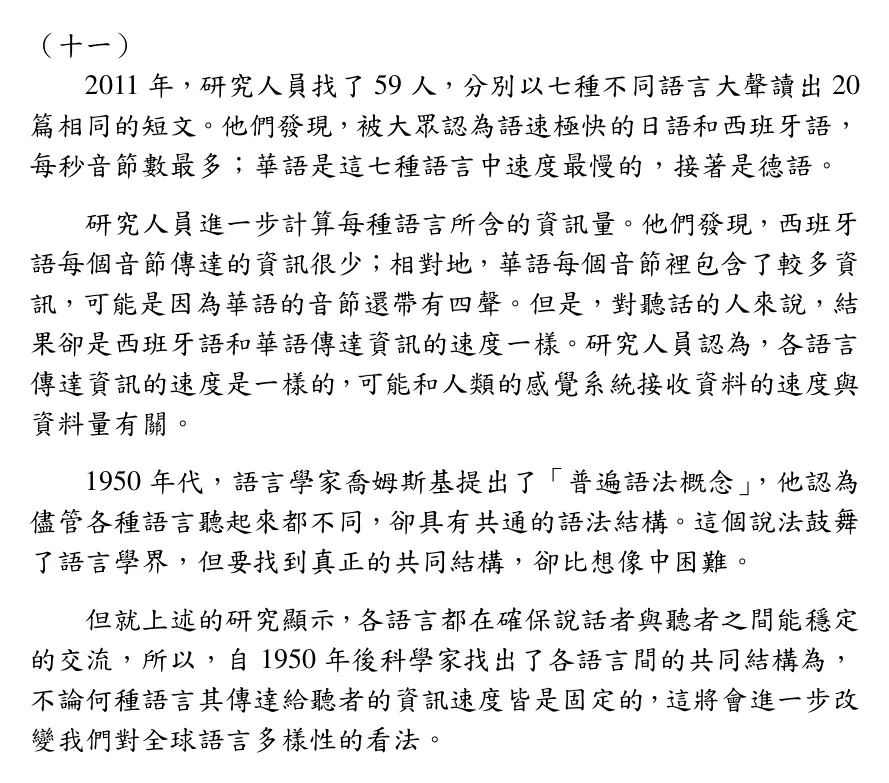 （十一）
2011 年，研究人員找了 59 人，分別以七種不同語言大聲讀出 20
篇相同的短文。他們發現，被大眾認為語速極快的日語和西班牙語，
每秒音節數最多；華語是這七種語言中速度最慢的，接著是德語。
研究人員進一步計算每種語言所含的資訊量。他們發現，西班牙
語每個音節傳達的資訊很少；相對地，華語每個音節裡包含了較多資
訊，可能是因為華語的音節還帶有四聲。但是，對聽話的人來說，結
果卻是西班牙語和華語傳達資訊的速度一樣。研究人員認為，各語言
傳達資訊的速度是一樣的，可能和人類的感覺系統接收資料的速度與
資料量有關。
1950 年代，語言學家喬姆斯基提出了「普遍語法概念」，他認為
儘管各種語言聽起來都不同，卻具有共通的語法結構。這個說法鼓舞
了語言學界，但要找到真正的共同結構，卻比想像中困難。
但就上述的研究顯示，各語言都在確保說話者與聽者之間能穩定
的交流，所以，自 1950 年後科學家找出了各語言間的共同結構為，
不論何種語言其傳達給聽者的資訊速度皆是固定的，這將會進一步改
變我們對全球語言多樣性的看法。